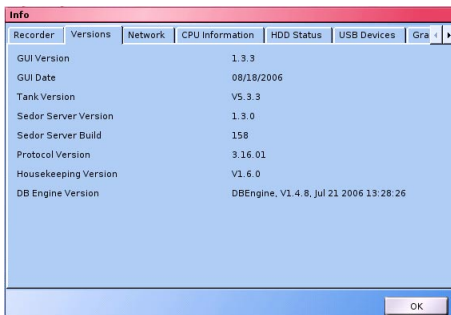 Info
Recorder Versions Network CPU Information HDD Status USB Devices Gra
GUI Version 1.3.3
GUI Date 08/18/2006
Tank Version V5.3.3
Sedor Server Version 1.3.0
Sedor Server Build 158
Protocol Version 3.16.01
Housekeeping Version V1.6.0
DB Engine Version DBEngine, V1.4.8, Jul 21 2006 13:28:26
OK